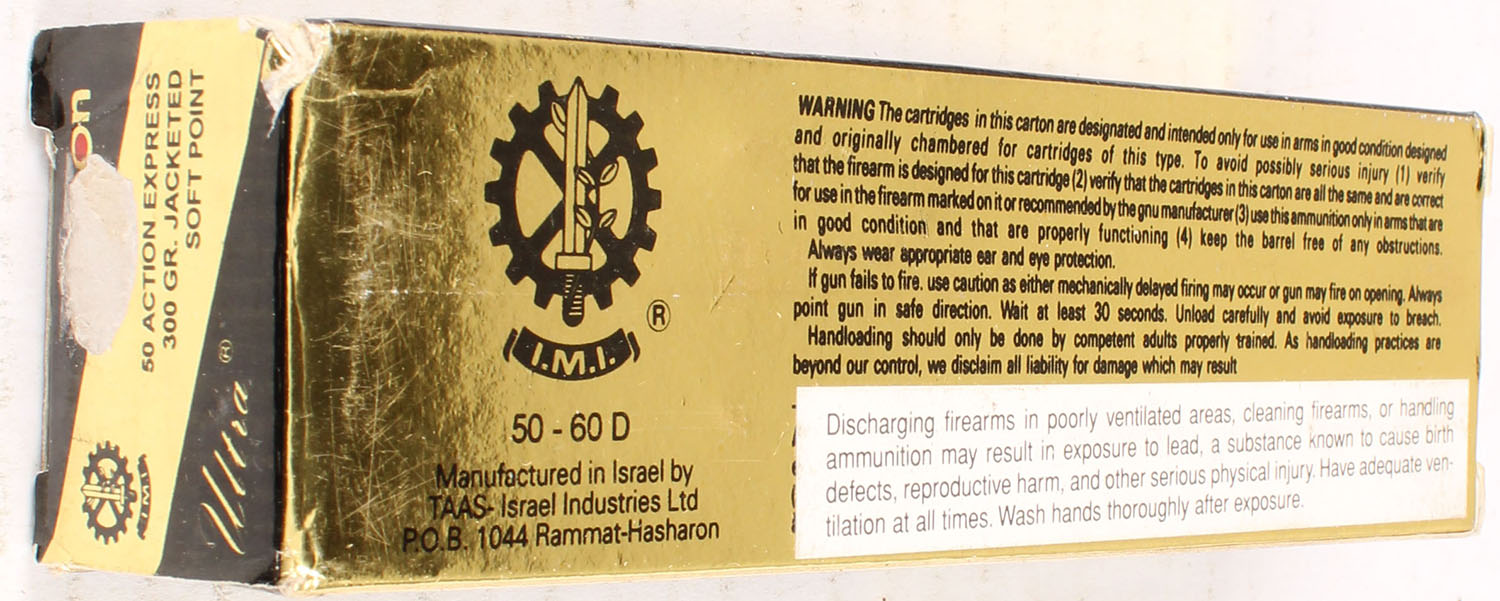 on
50 ACTION EXPRESS
300 GR. JACKETED
SOFT POINT
Ultra ®
I.M.I.
I.M.I.
®
50 - 60 D
Manufactured in Israel by
TAAS- Israel Industries Ltd
P.O.B. 1044 Rammat-Hasharon
WARNING The cartridges in this carton are designated and intended only for use in arms in good condition designed
and originally chambered for cartridges of this type. To avoid possibly serious injury (1) verify
that the firearm is designed for this cartridge (2) verify that the cartridges in this carton are all the same and are correct
for use in the firearm marked on it or recommended by the gnu manufacturer (3) use this ammunition only in arms that are
in good condition and that are properly functioning (4) keep the barrel free of any obstructions.
Always wear appropriate ear and eye protection.
If gun fails to fire. use caution as either mechanically delayed firing may occur or gun may fire on opening. Always
point gun in safe direction. Wait at least 30 seconds. Unload carefully and avoid exposure to breach.
Handloading should only be done by competent adults properly trained. As handloading practices are
beyond our control, we disclaim all liability for damage which may result
Discharging firearms in poorly ventilated areas, cleaning firearms, or handling
ammunition may result in exposure to lead, a substance known to cause birth
defects, reproductive harm, and other serious physical injury. Have adequate ven-
tilation at all times. Wash hands thoroughly after exposure.